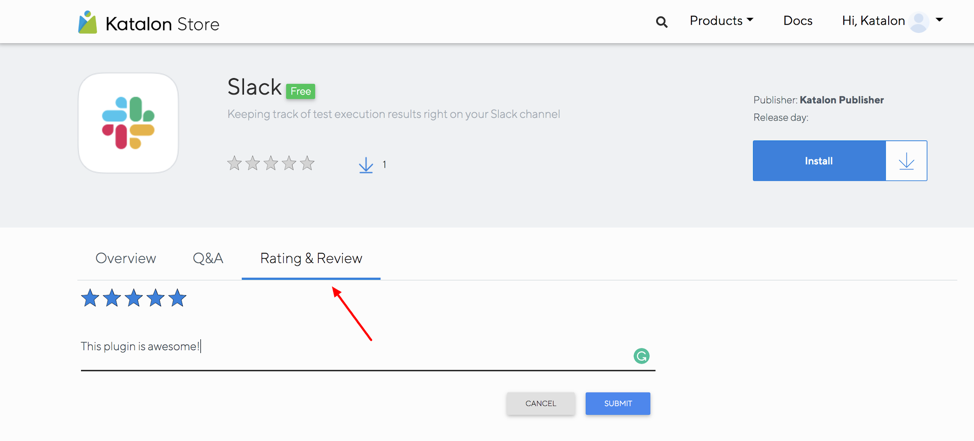 Katalon Store
Products
Docs
Hi, Katalon
Slack
Free
Keeping track of test execution results right on your Slack channel
1
Publisher: Katalon Publisher
Release day:
Install
Overview
Q&A
Rating & Review
This plugin is awesome!
CANCEL
SUBMIT